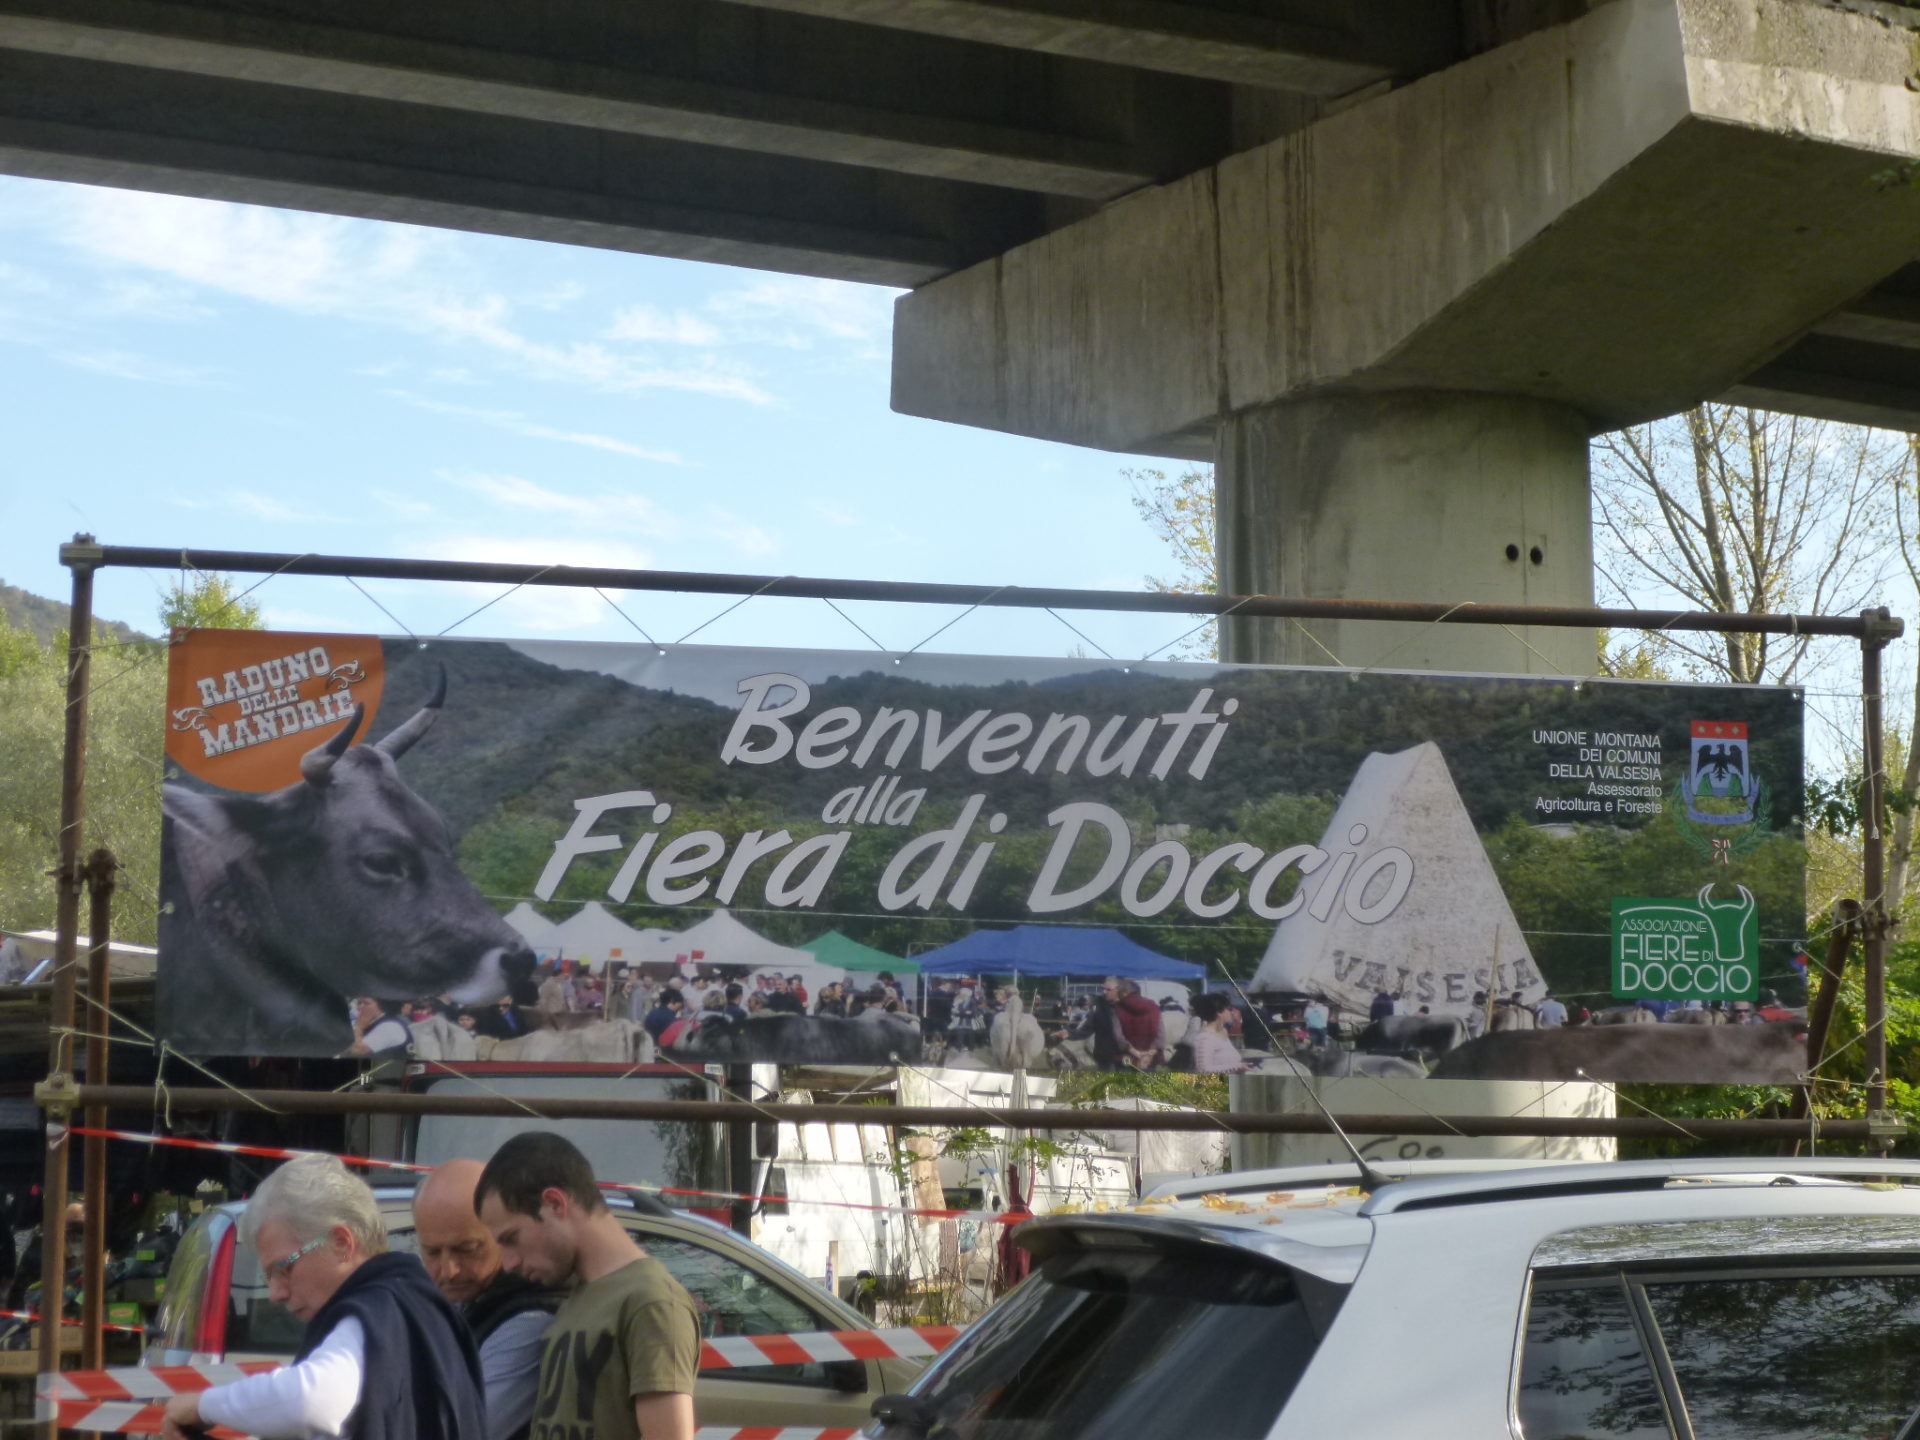 RADUNO
DELLE
MANDRIE
Benvenuti
alla
Fiera di Doccio
VALSESIA
UNIONE MONTANA
DEI COMUNI
DELLA VALSESIA
Assessorato
Agricoltura e Foreste
ASSOCIAZIONE
FIERE DI
DOCCIO